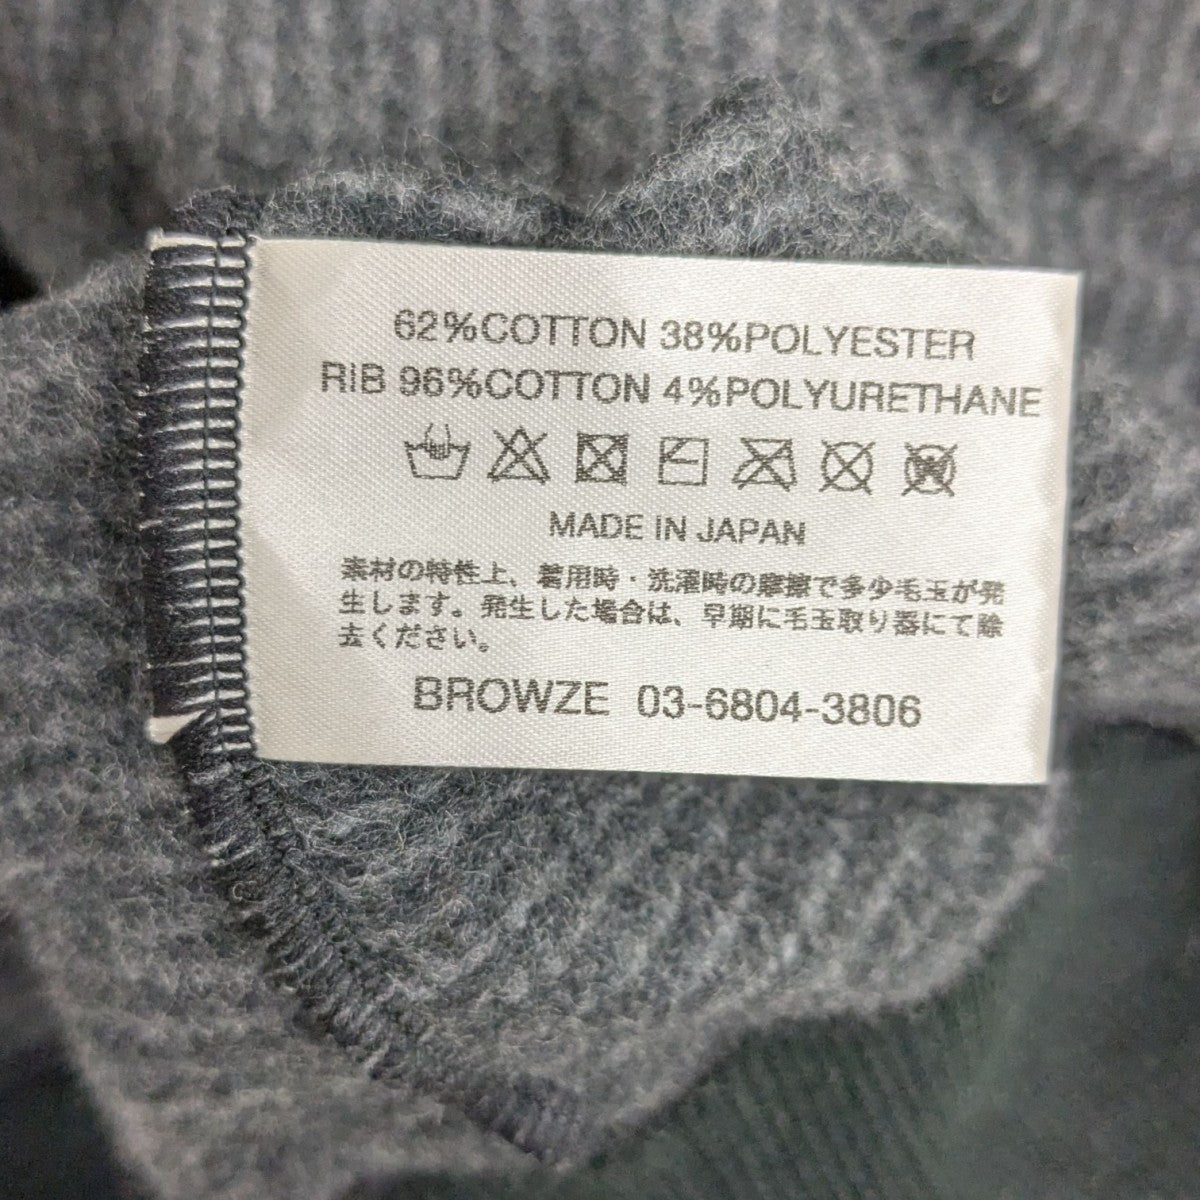 62%COTTON 38%POLYESTER
RIB 96%COTTON 4%POLYURETHANE
MADE IN JAPAN
素材の特性上、着用時・洗濯時の摩擦で多少毛玉が発
生します。発生した場合は、早期に毛玉取り器にて除
去ください。
BROWZE 03-6804-3806